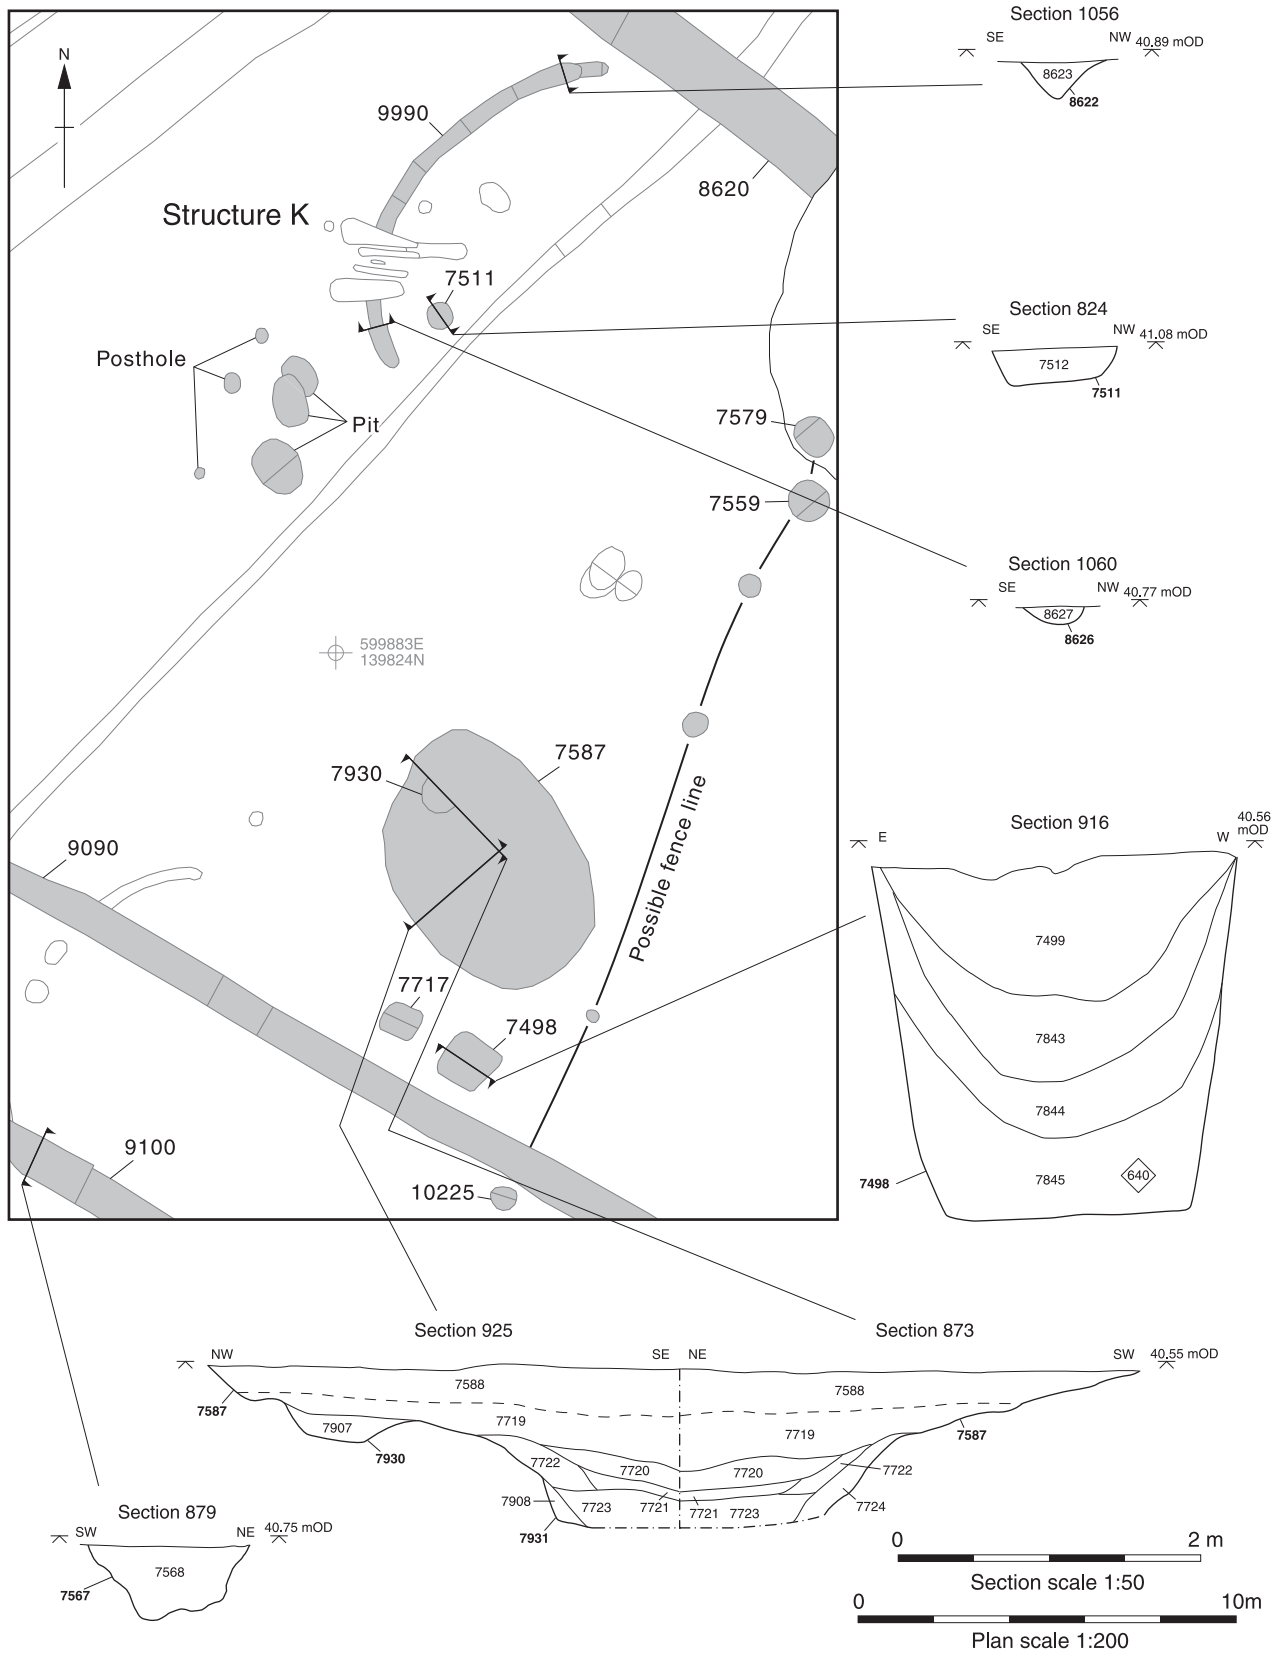 N
9990
8620
Structure K
7511
Posthole
Pit
7579
7559
599883E
139824N
7930
7587
Possible fence line
9090
7717
7498
9100
10225
Section 1056
SE NW 40.89 mOD
8623
8622
Section 824
SE NW 41.08 mOD
7512
7511
Section 1060
SE NW 40.77 mOD
8627
8626
Section 916
E W 40.56
mOD
7499
7843
7844
7845 640
7498
Section 925 Section 873
NW SE NE SW 40.55 mOD
7588 7588
7587 7719 7719 7587
7907
7930
7722 7720 7720 7722
7908 7723 7721 7721 7723 7724
7931
Section 879
SW NE 40.75 mOD
7568
7567
0 2 m
Section scale 1:50
0 10m
Plan scale 1:200